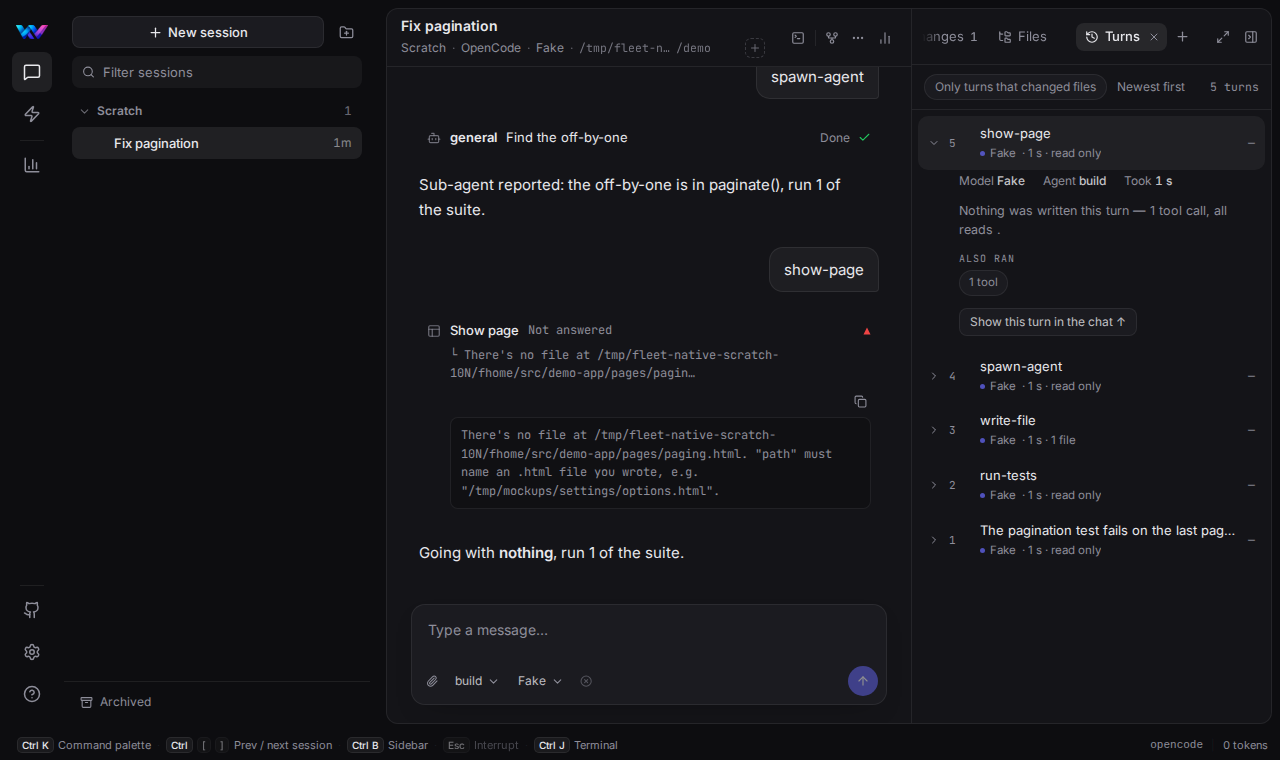 New session
Filter sessions
Scratch 1
Fix pagination 1m
Archived
Fix pagination
Scratch · OpenCode · Fake · /tmp/fleet-n… /demo
spawn-agent
general Find the off-by-one Done
Sub-agent reported: the off-by-one is in paginate(), run 1 of
the suite.
show-page
Show page Not answered
└ There's no file at /tmp/fleet-native-scratch-
10N/fhome/src/demo-app/pages/pagin…
There's no file at /tmp/fleet-native-scratch-
10N/fhome/src/demo-app/pages/paging.html. "path" must
name an .html file you wrote, e.g.
"/tmp/mockups/settings/options.html".
Going with nothing, run 1 of the suite.
Type a message...
build Fake
anges 1 Files Turns
Only turns that changed files Newest first 5 turns
5 show-page –
Fake · 1 s · read only
Model Fake Agent build Took 1 s
Nothing was written this turn — 1 tool call, all
reads .
ALSO RAN
1 tool
Show this turn in the chat ↑
4 spawn-agent –
Fake · 1 s · read only
3 write-file –
Fake · 1 s · 1 file
2 run-tests –
Fake · 1 s · read only
1 The pagination test fails on the last pag... –
Fake · 1 s · read only
Ctrl K Command palette Ctrl [ ] Prev / next session Ctrl B Sidebar Esc Interrupt Ctrl J Terminal opencode 0 tokens